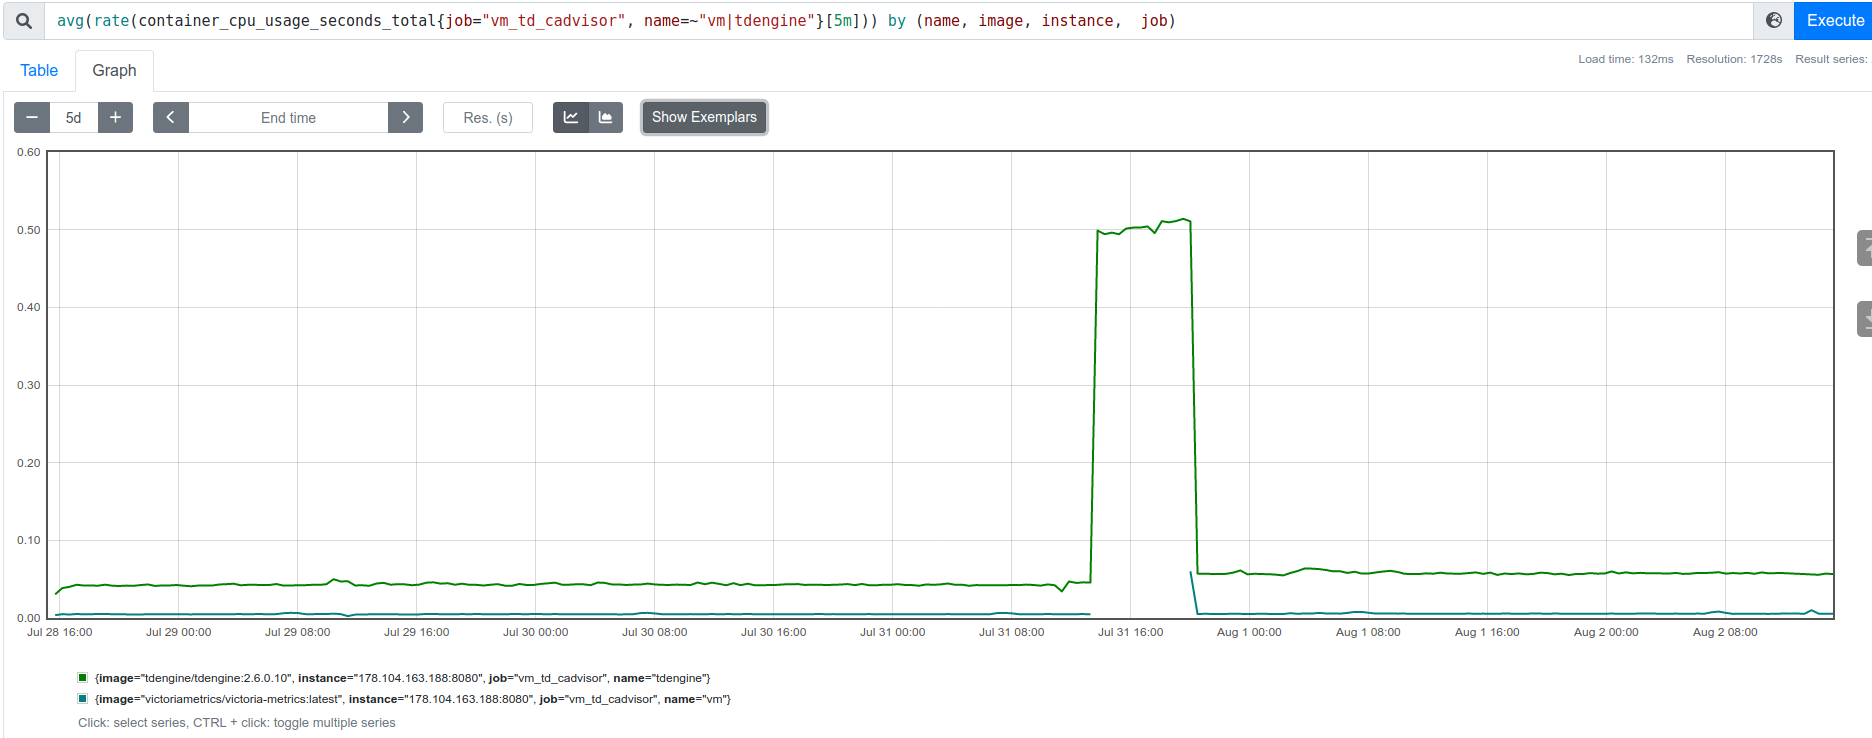 avg(rate(container_cpu_usage_seconds_total{job="vm_td_cadvisor", name=~"vm|tdengine"}[5m])) by (name, image, instance,  job)
Execute
Load time: 132ms Resolution: 1728s Result series:
Table Graph
5d End time Res. (s) Show Exemplars
0.60
0.50
0.40
0.30
0.20
0.10
0.00
Jul 28 16:00 Jul 29 00:00 Jul 29 08:00 Jul 29 16:00 Jul 30 00:00 Jul 30 08:00 Jul 30 16:00 Jul 31 00:00 Jul 31 08:00 Jul 31 16:00 Aug 1 00:00 Aug 1 08:00 Aug 1 16:00 Aug 2 00:00 Aug 2 08:00
{image="tdengine/tdengine:2.6.0.10", instance="178.104.163.188:8080", job="vm_td_cadvisor", name="tdengine"}
{image="victoriametrics/victoria-metrics:latest", instance="178.104.163.188:8080", job="vm_td_cadvisor", name="vm"}
Click: select series, CTRL + click: toggle multiple series